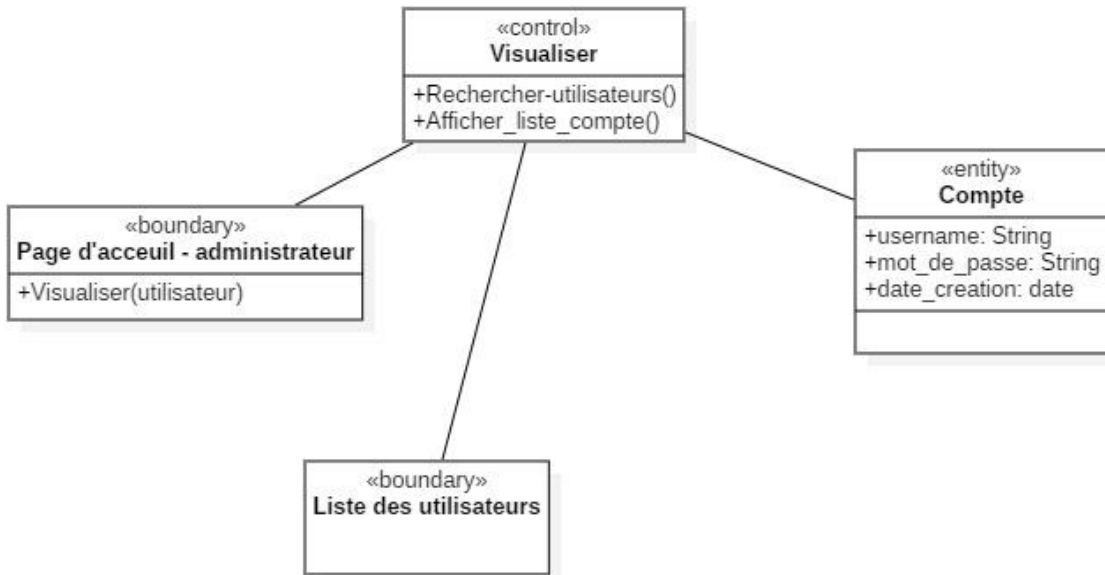 «control»
Visualiser
+Rechercher-utilisateurs()
+Afficher_liste_compte()
«boundary»
Page d'acceuil - administrateur
+Visualiser(utilisateur)
«entity»
Compte
+username: String
+mot_de_passe: String
+date_creation: date
«boundary»
Liste des utilisateurs